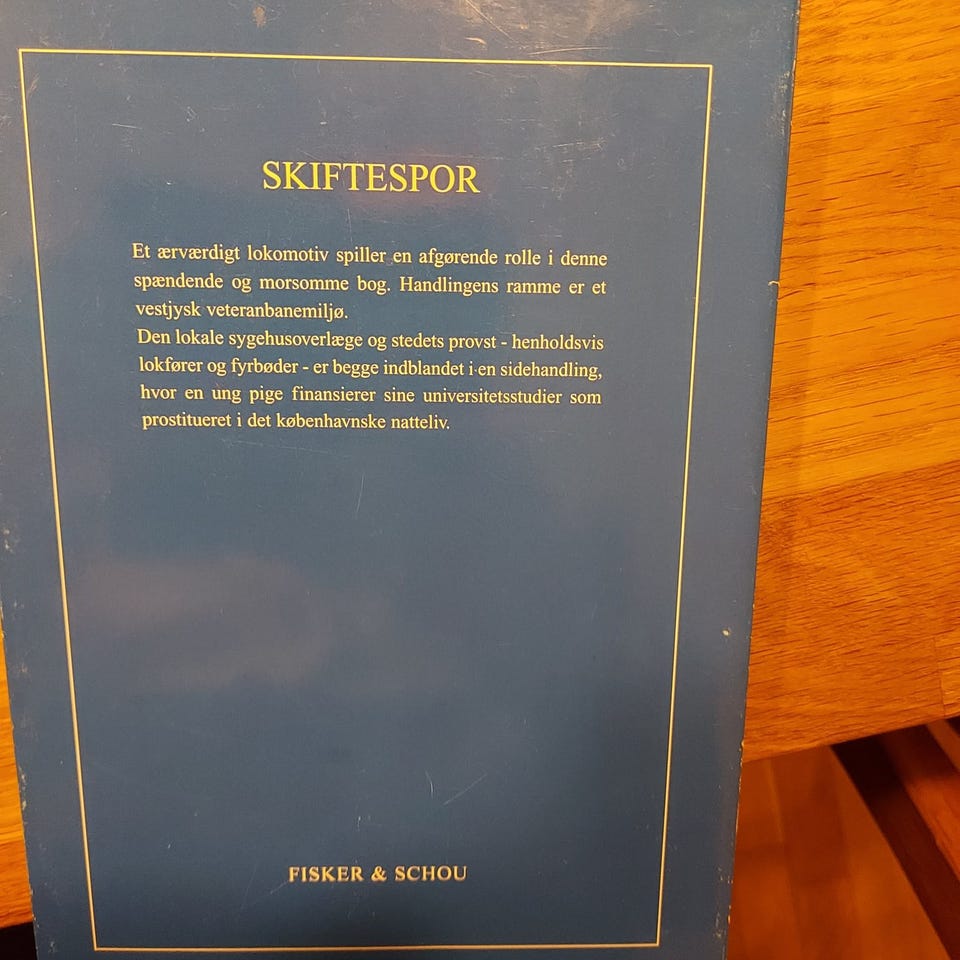 SKIFTESPOR
Et ærværdigt lokomotiv spiller en afgørende rolle i denne
spændende og morsomme bog. Handlingens ramme er et
vestjysk veteranbanemiljø.
Den lokale sygehusoverlæge og stedets provst - henholdsvis
lokfører og fyrbøder - er begge indblandet i en sidehandling,
hvor en ung pige finansierer sine universitetsstudier som
prostitueret i det københavnske natteliv.
FISKER & SCHOU